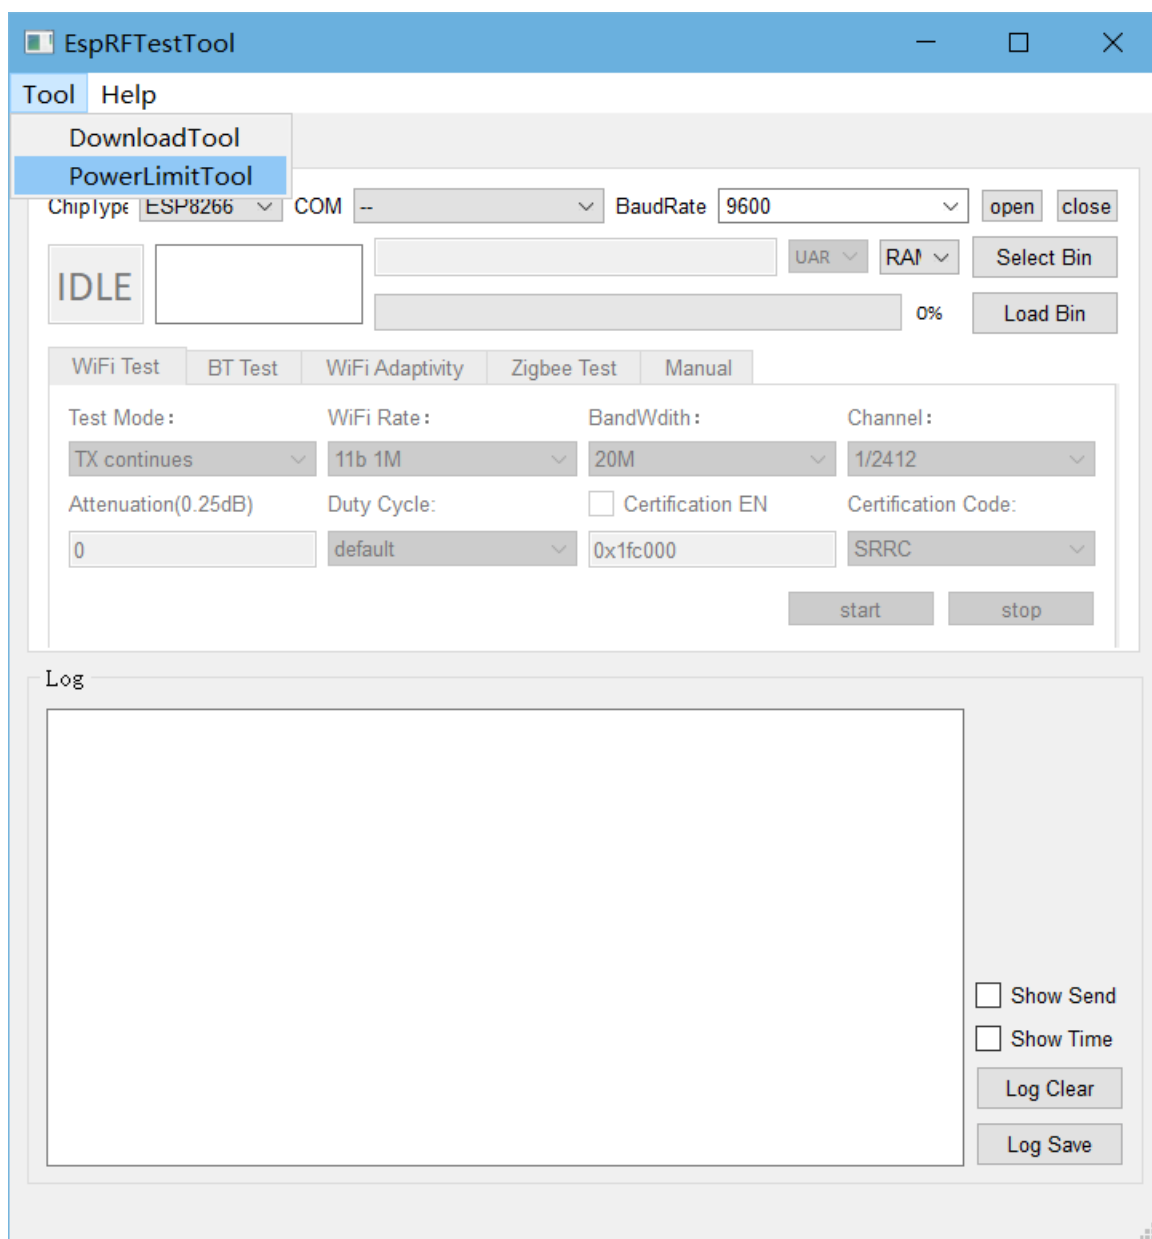 EspRFTestTool
Tool Help
DownloadTool
PowerLimitTool
ChipType ESP8266 COM -- BaudRate 9600 open close
IDLE UAR RAM Select Bin
0% Load Bin
WiFi Test BT Test WiFi Adaptivity Zigbee Test Manual
Test Mode: WiFi Rate: BandWdith: Channel:
TX continues 11b 1M 20M 1/2412
Attenuation(0.25dB) Duty Cycle: Certification EN Certification Code:
0 default 0x1fc000 SRRC
start stop
Log
Show Send
Show Time
Log Clear
Log Save